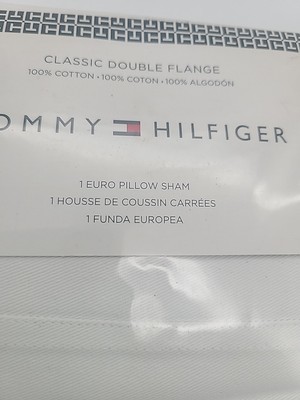 CLASSIC DOUBLE FLANGE
100% COTTON • 100% COTON • 100% ALGODÓN
OMMY HILFIGER
1 EURO PILLOW SHAM
1 HOUSSE DE COUSSIN CARRÉES
1 FUNDA EUROPEA